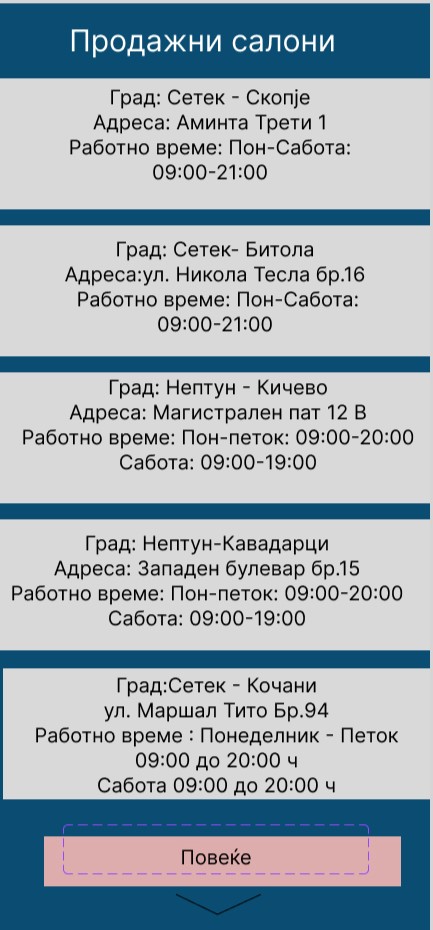 Продажни салони
Град: Сетек - Скопје
Адреса: Аминта Трети 1
Работно време: Пон-Сабота:
09:00-21:00
Град: Сетек- Битола
Адреса:ул. Никола Тесла бр.16
Работно време: Пон-Сабота:
09:00-21:00
Град: Нептун - Кичево
Адреса: Магистрален пат 12 В
Работно време: Пон-петок: 09:00-20:00
Сабота: 09:00-19:00
Град: Нептун-Кавадарци
Адреса: Западен булевар бр.15
Работно време: Пон-петок: 09:00-20:00
Сабота: 09:00-19:00
Град:Сетек - Кочани
ул. Маршал Тито Бр.94
Работно време : Понеделник - Петок
09:00 до 20:00 ч
Сабота 09:00 до 20:00 ч
Повеќе